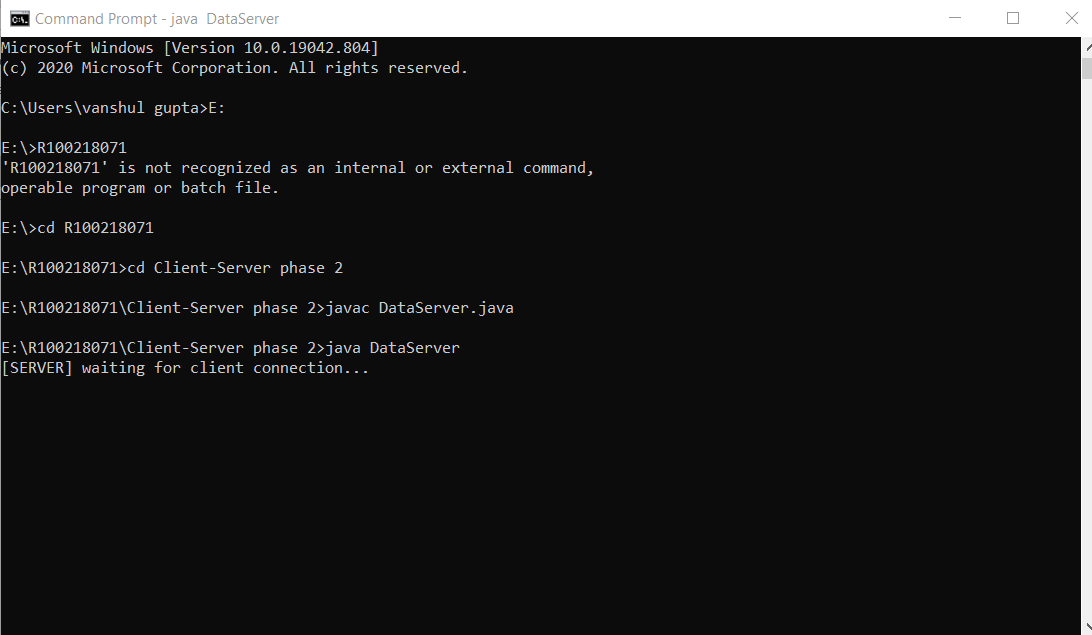 Command Prompt - java  DataServer
Microsoft Windows [Version 10.0.19042.804]
(c) 2020 Microsoft Corporation. All rights reserved.
C:\Users\vanshul gupta>E:
E:\>R100218071
'R100218071' is not recognized as an internal or external command,
operable program or batch file.
E:\>cd R100218071
E:\R100218071>cd Client-Server phase 2
E:\R100218071\Client-Server phase 2>javac DataServer.java
E:\R100218071\Client-Server phase 2>java DataServer
[SERVER] waiting for client connection...